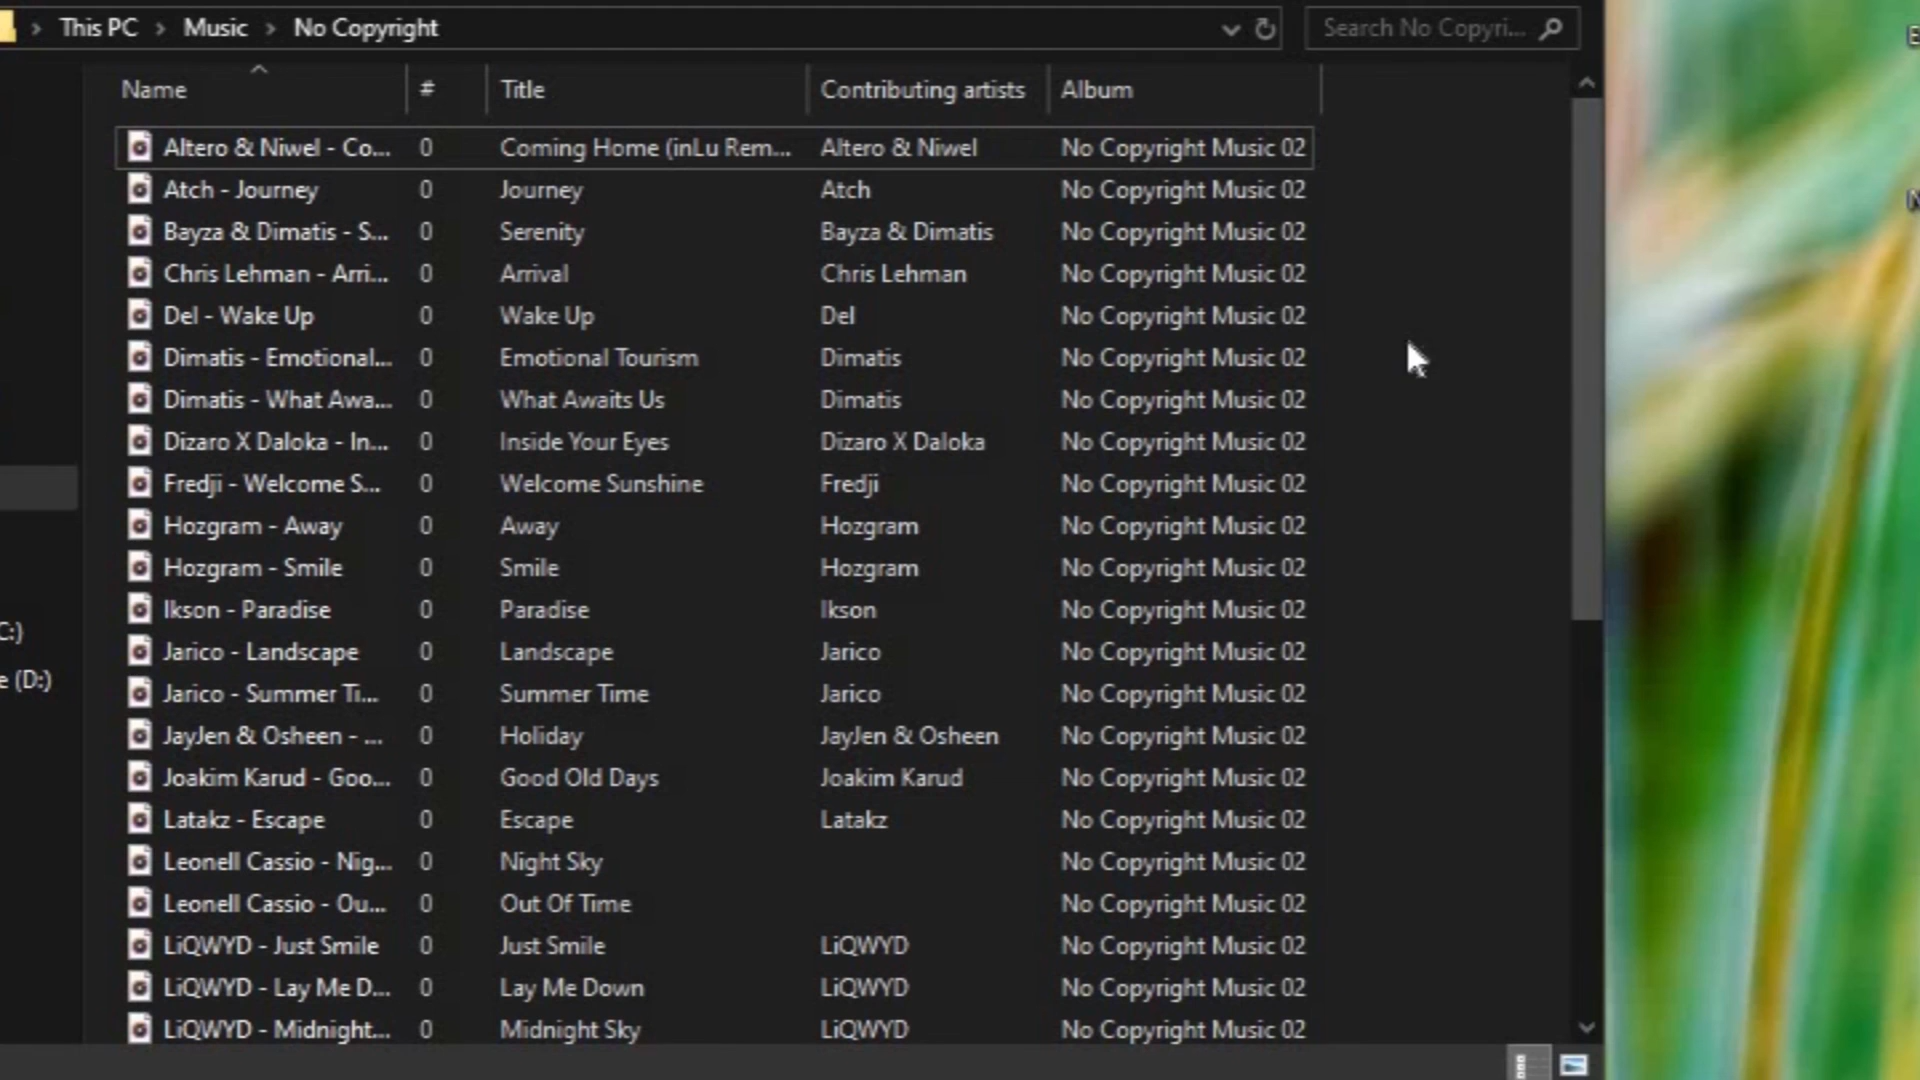 This PC > Music > No Copyright
Search No Copyri...
Name # Title Contributing artists Album
Altero & Niwel - Co... 0 Coming Home (inLu Rem... Altero & Niwel No Copyright Music 02
Atch - Journey 0 Journey Atch No Copyright Music 02
Bayza & Dimatis - S... 0 Serenity Bayza & Dimatis No Copyright Music 02
Chris Lehman - Arri... 0 Arrival Chris Lehman No Copyright Music 02
Del - Wake Up 0 Wake Up Del No Copyright Music 02
Dimatis - Emotional... 0 Emotional Tourism Dimatis No Copyright Music 02
Dimatis - What Awa... 0 What Awaits Us Dimatis No Copyright Music 02
Dizaro X Daloka - In... 0 Inside Your Eyes Dizaro X Daloka No Copyright Music 02
Fredji - Welcome S... 0 Welcome Sunshine Fredji No Copyright Music 02
Hozgram - Away 0 Away Hozgram No Copyright Music 02
Hozgram - Smile 0 Smile Hozgram No Copyright Music 02
Ikson - Paradise 0 Paradise Ikson No Copyright Music 02
C:)
Jarico - Landscape 0 Landscape Jarico No Copyright Music 02
e (D:)
Jarico - Summer Ti... 0 Summer Time Jarico No Copyright Music 02
JayJen & Osheen - ... 0 Holiday JayJen & Osheen No Copyright Music 02
Joakim Karud - Goo... 0 Good Old Days Joakim Karud No Copyright Music 02
Latakz - Escape 0 Escape Latakz No Copyright Music 02
Leonell Cassio - Nig... 0 Night Sky No Copyright Music 02
Leonell Cassio - Ou... 0 Out Of Time No Copyright Music 02
LiQWYD - Just Smile 0 Just Smile LiQWYD No Copyright Music 02
LiQWYD - Lay Me D... 0 Lay Me Down LiQWYD No Copyright Music 02
LiQWYD - Midnight... 0 Midnight Sky LiQWYD No Copyright Music 02